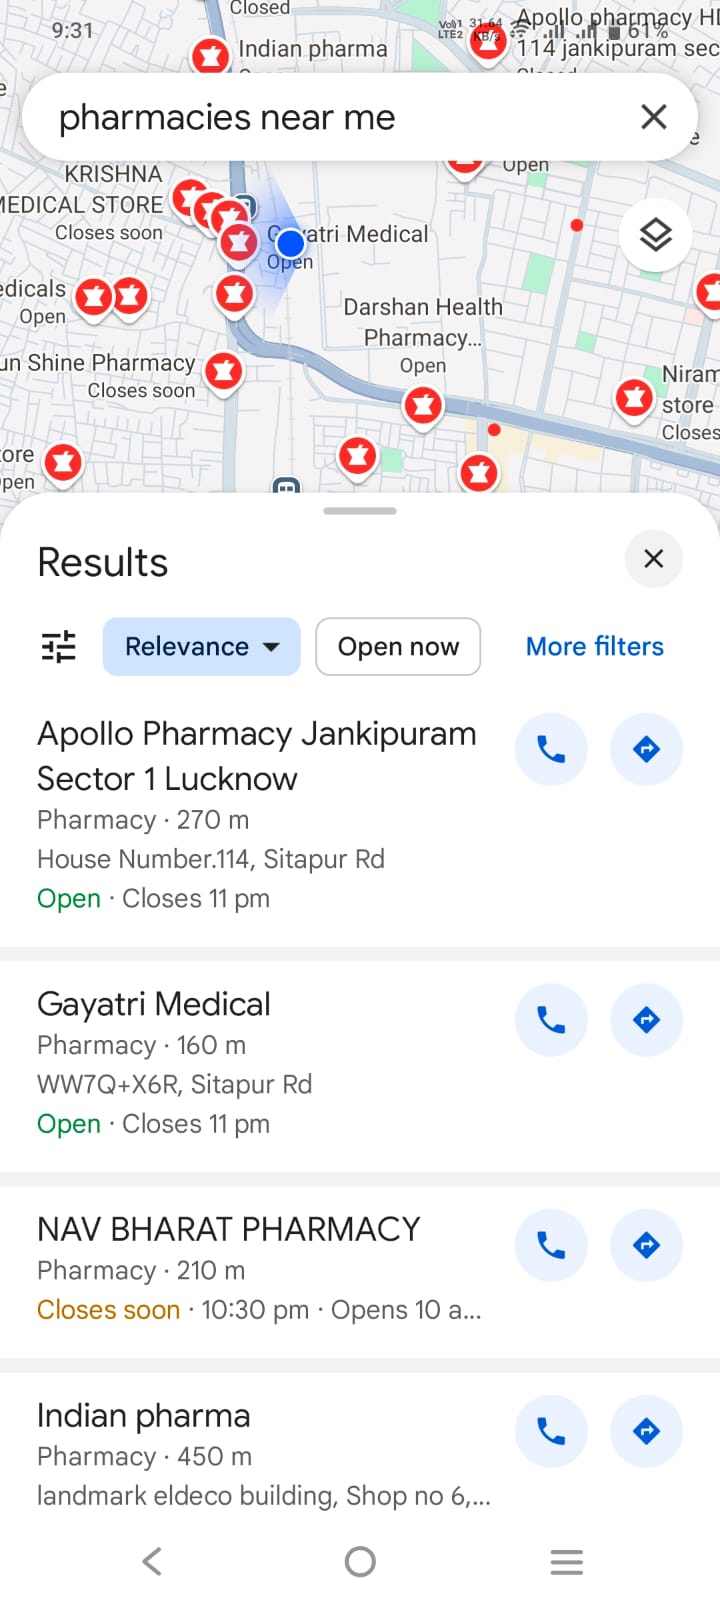 Closed
9:31
Vo)) 1
LTE2
31.64
KB/s
61%
Apollo pharmacy
114 jankipuram sec
Indian pharma
pharmacies near me
KRISHNA
MEDICAL STORE
Closes soon
Open
Gayatri Medical
Open
edicals
Open
Darshan Health
Pharmacy...
Open
un Shine Pharmacy
Closes soon
Niram
store
Closes
ore
pen
Results
Relevance
Open now
More filters
Apollo Pharmacy Jankipuram
Sector 1 Lucknow
Pharmacy · 270 m
House Number.114, Sitapur Rd
Open · Closes 11 pm
Gayatri Medical
Pharmacy · 160 m
WW7Q+X6R, Sitapur Rd
Open · Closes 11 pm
NAV BHARAT PHARMACY
Pharmacy · 210 m
Closes soon · 10:30 pm · Opens 10 a...
Indian pharma
Pharmacy · 450 m
landmark eldeco building, Shop no 6,...